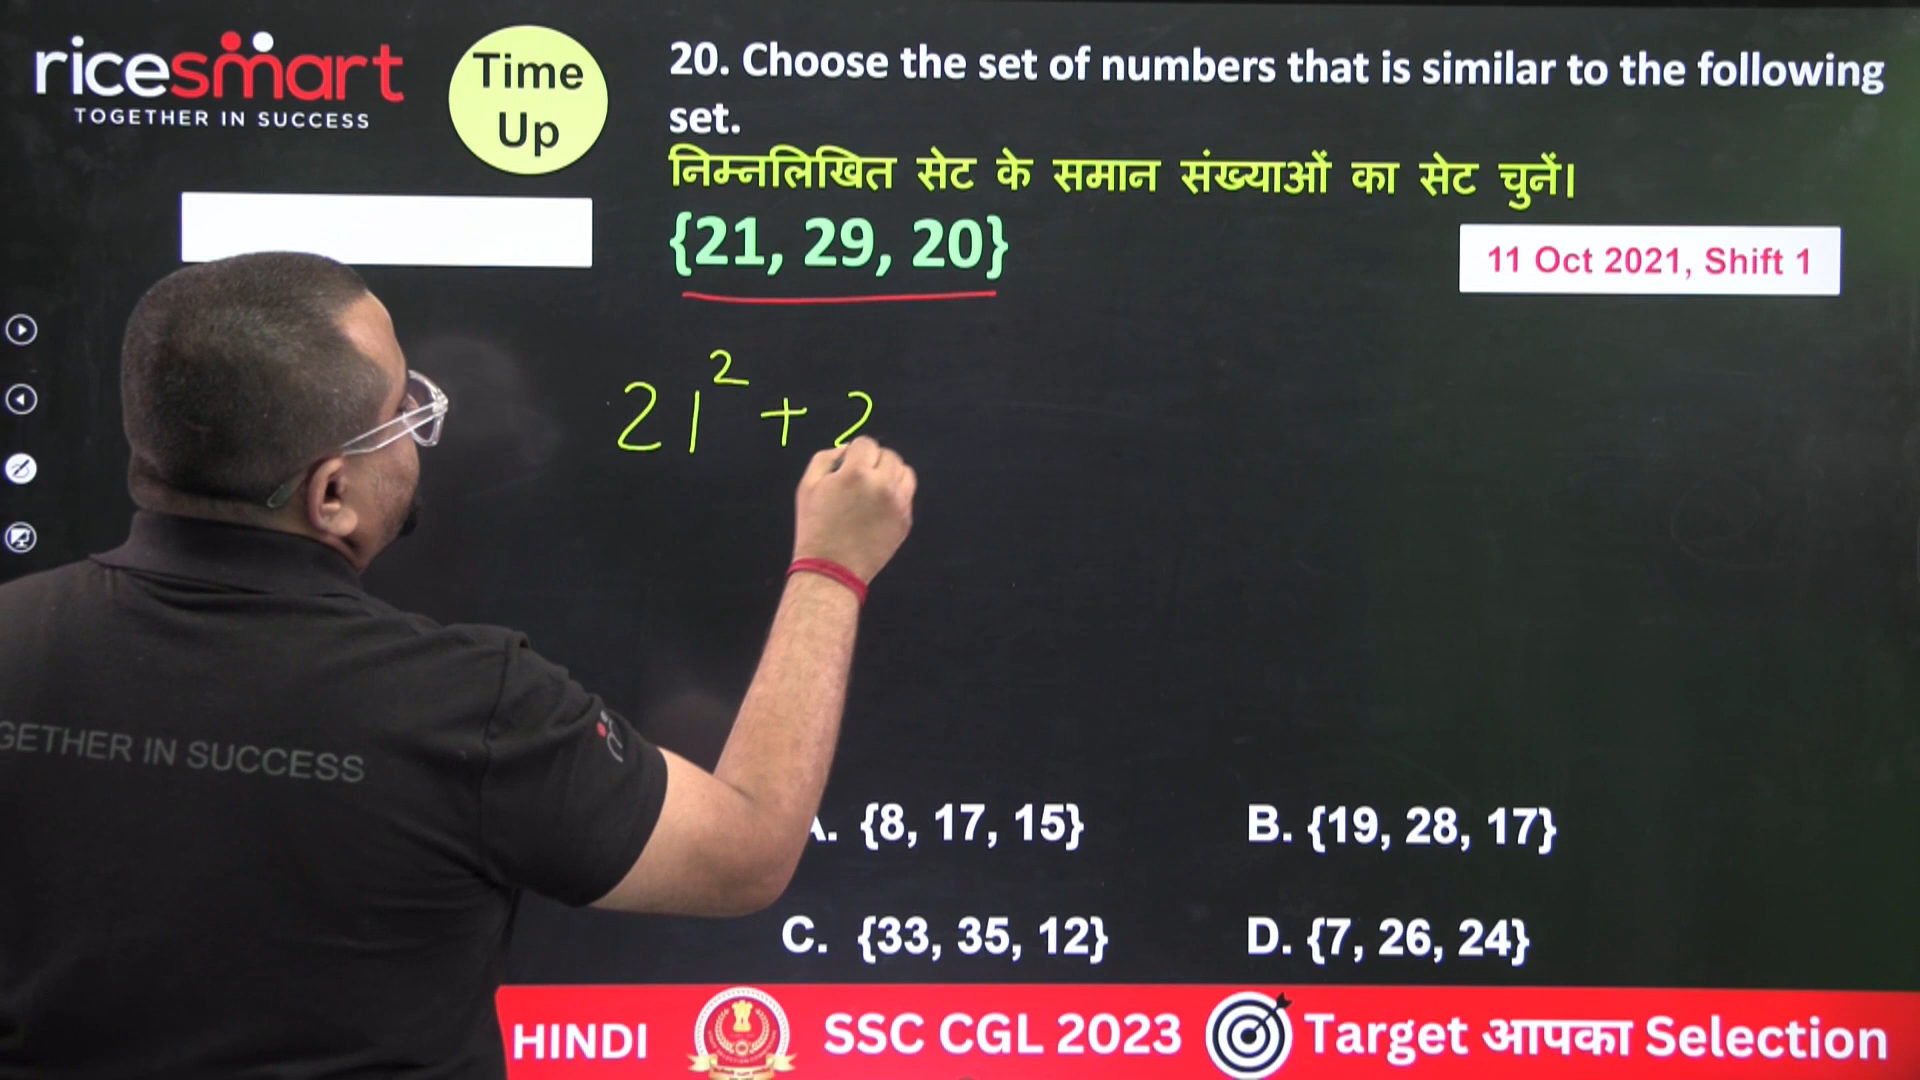 ricesmart
TOGETHER IN SUCCESS
Time
Up
20. Choose the set of numbers that is similar to the following
set.
निम्नलिखित सेट के समान संख्याओं का सेट चुनें।
{21, 29, 20}
11 Oct 2021, Shift 1
21² + 2
GETHER IN SUCCESS
A. {8, 17, 15}
B. {19, 28, 17}
C. {33, 35, 12}
D. {7, 26, 24}
HINDI
SSC CGL 2023
Target आपका Selection